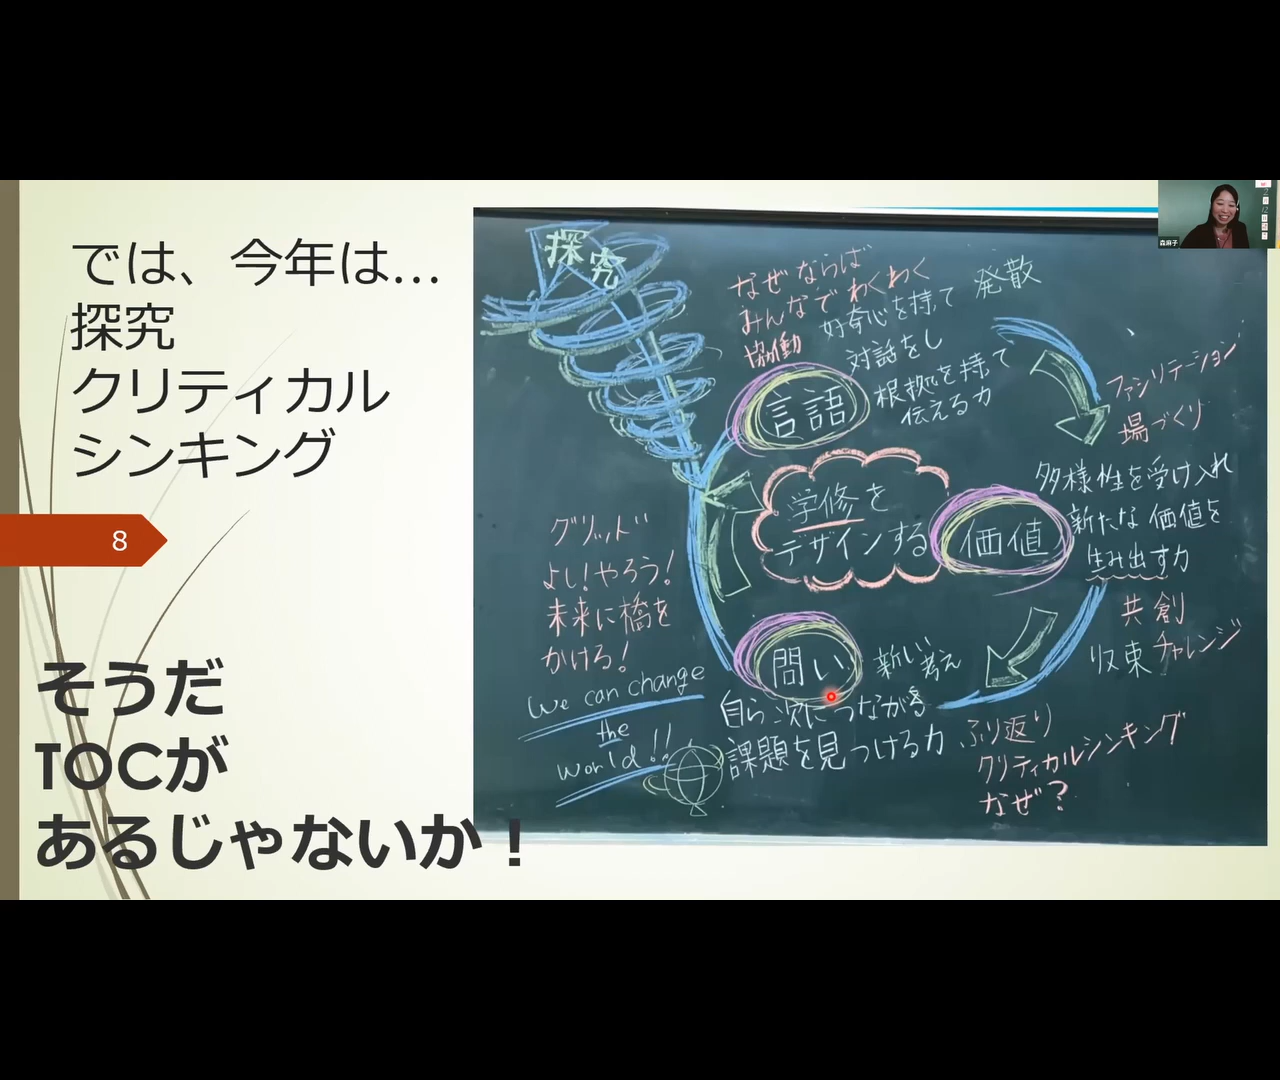 では、今年は…
探究
クリティカル
シンキング
8
そうだ
TOCが
あるじゃないか！
探究
なぜならば
みんなでわくわく
協働
好奇心を持って
発散
対話をし
根拠を持って
伝える力
言語
ファシリテーション
場づくり
学修を
デザインする
価値
多様性を受け入れ
新たな価値を
生み出す力
共創
収束 チャレンジ
グリッド
よし！やろう！
未来に橋を
かける！
We can change
the
world!!
問い
新しい考え
自ら次につながる
課題を見つける力
ふり返り
クリティカルシンキング
なぜ？
森麻子